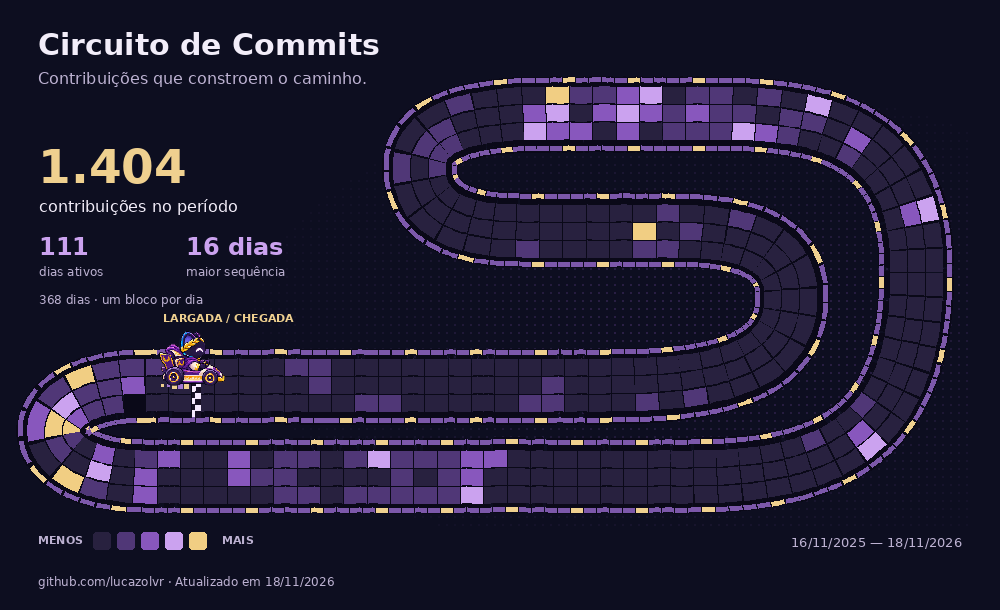 Circuito de Commits
Contribuições que constroem o caminho.
1.404
contribuições no período
111
dias ativos
16 dias
maior sequência
368 dias · um bloco por dia
LARGADA / CHEGADA
MENOS
MAIS
16/11/2025 — 18/11/2026
github.com/lucazolvr · Atualizado em 18/11/2026